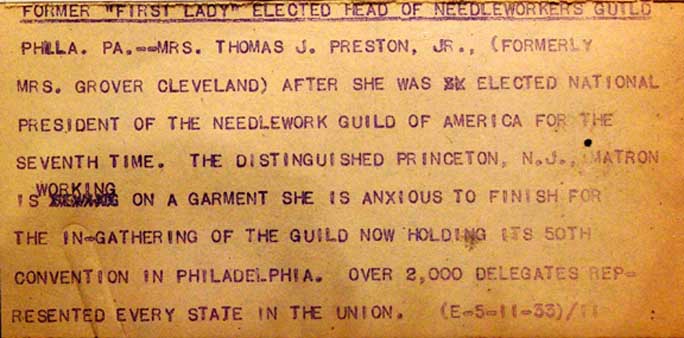 FORMER "FIRST LADY" ELECTED HEAD OF NEEDLEWORKERS GUILD
PHLLA. PA.--MRS. THOMAS J. PRESTON, JR., (FORMERLY
MRS. GROVER CLEVELAND) AFTER SHE WAS ELECTED NATIONAL
PRESIDENT OF THE NEEDLEWORK GUILD OF AMERICA FOR THE
SEVENTH TIME. THE DISTINGUISHED PRINCETON, N.J., MATRON
IS WORKING ON A GARMENT SHE IS ANXIOUS TO FINISH FOR
THE IN-GATHERING OF THE GUILD NOW HOLDING ITS 50TH
CONVENTION IN PHILADELPHIA. OVER 2,000 DELEGATES REP-
RESENTED EVERY STATE IN THE UNION. (E-5-11-33)/